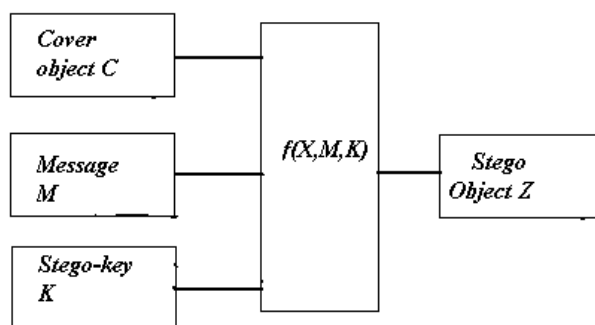 Cover
object C
Message
M
Stego-key
K
f(X,M,K)
Stego
Object Z